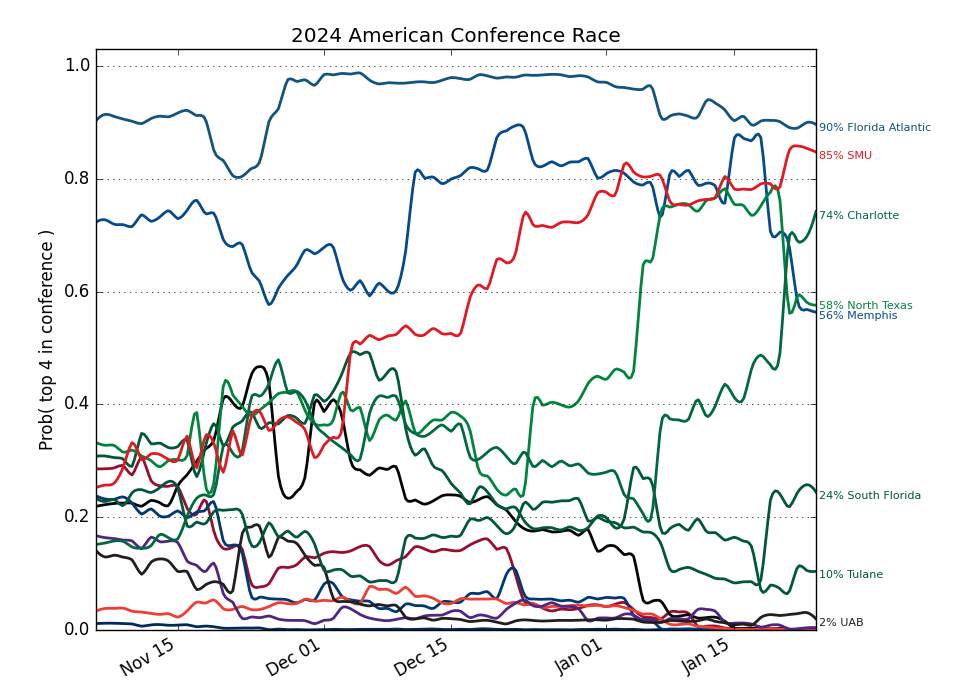 2024 American Conference Race
Prob( top 4 in conference )
1.0
0.8
0.6
0.4
0.2
0.0
90% Florida Atlantic
85% SMU
74% Charlotte
58% North Texas
56% Memphis
24% South Florida
10% Tulane
2% UAB
Nov 15
Dec 01
Dec 15
Jan 01
Jan 15